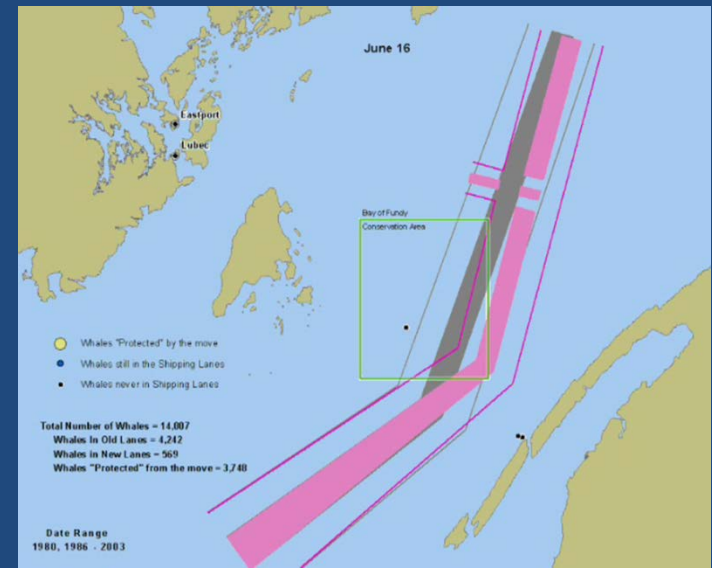 June 16
Eastport
Lubec
Bay of Fundy
Conservation Area
Whales "Protected" by the move
Whales still in the Shipping Lanes
Whales never in Shipping Lanes
Total Number of Whales = 14,087
Whales In Old Lanes = 4,242
Whales in New Lanes = 569
Whales "Protected" from the move = 3,748
Date Range
1980, 1986 - 2003